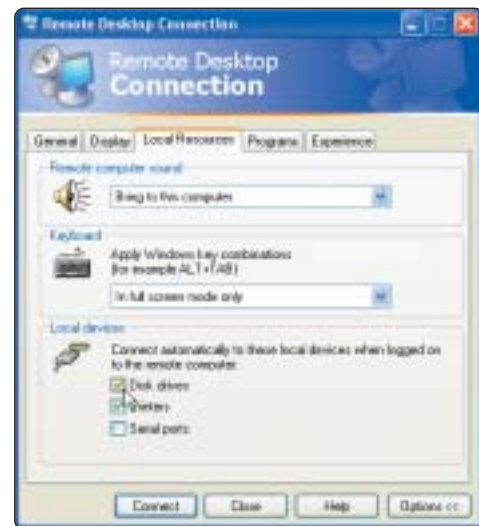 Remote Desktop Connection
Remote Desktop
Connection
General Display Local Resources Programs Experience
Remote computer sound
Bring to this computer
Keyboard
Apply Windows key combinations
(for example ALT+TAB)
In full screen mode only
Local devices
Connect automatically to these local devices when logged on
to the remote computer:
Disk drives
Printers
Serial ports
Connect Close Help Options <<